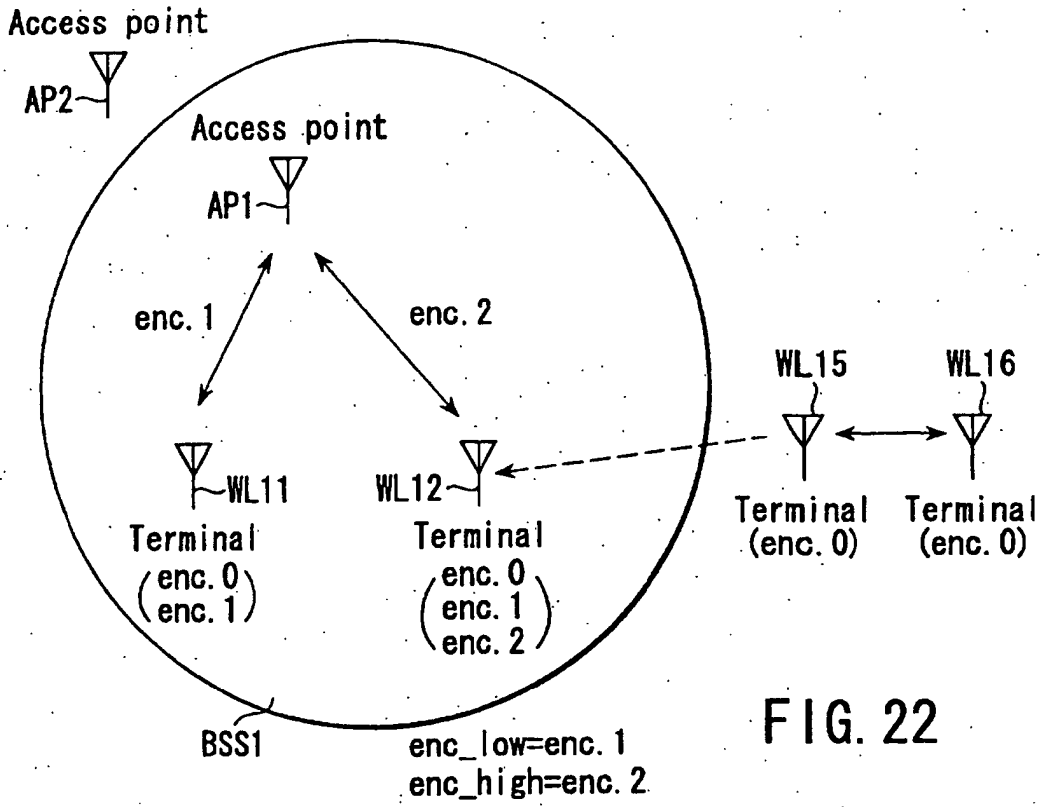 Access point
AP2
Access point
AP1
enc. 1
enc. 2
WL15
WL16
WL11
WL12
Terminal
(enc. 0)
Terminal
(enc. 0)
Terminal
(enc. 0
enc. 1)
Terminal
(enc. 0
enc. 1
enc. 2)
BSS1
enc_low=enc. 1
enc_high=enc. 2
FIG. 22